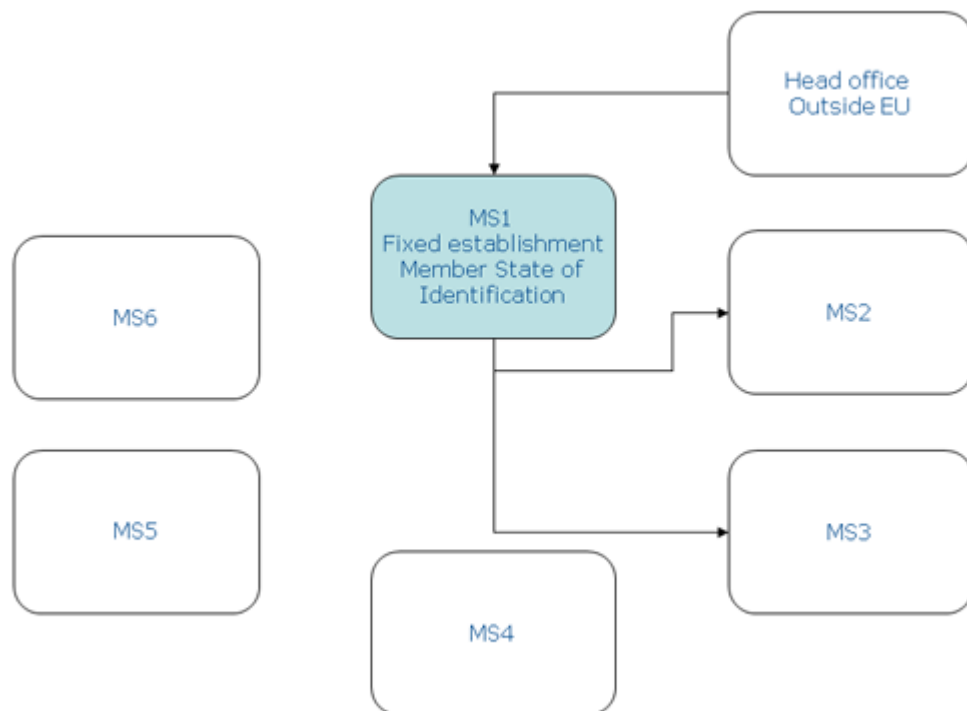 Head office
Outside EU
MS1
Fixed establishment
Member State of
Identification
MS6
MS2
MS5
MS3
MS4